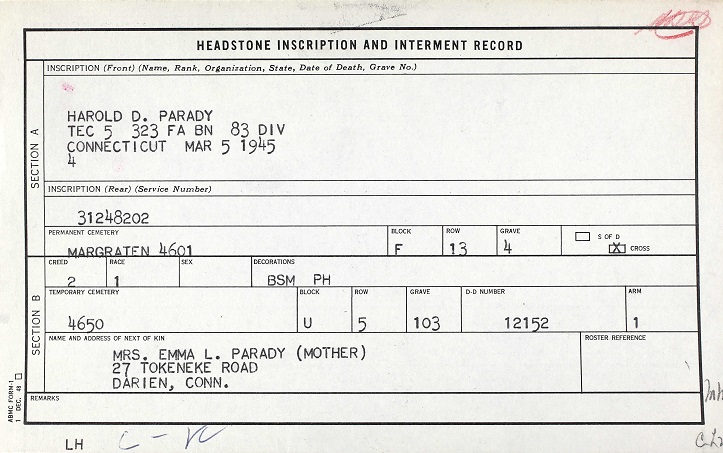 HEADSTONE INSCRIPTION AND INTERMENT RECORD
SECTION A
INSCRIPTION (Front) (Name, Rank, Organization, State, Date of Death, Grave No.)
HAROLD D. PARADY
TEC 5 323 FA BN 83 DIV
CONNECTICUT MAR 5 1945
4
INSCRIPTION (Rear) (Service Number)
31248202
PERMANENT CEMETERY BLOCK ROW GRAVE
MARGRATEN 4601 F 13 4
S OF D
X CROSS
SECTION B
CREED RACE SEX DECORATIONS
2 1 BSM PH
TEMPORARY CEMETERY BLOCK ROW GRAVE D-D NUMBER ARM
4650 U 5 103 12152 1
NAME AND ADDRESS OF NEXT OF KIN ROSTER REFERENCE
MRS. EMMA L. PARADY (MOTHER)
27 TOKENEKE ROAD
DARIEN, CONN.
REMARKS
ABMC FORM-1
1 DEC. 48
LH